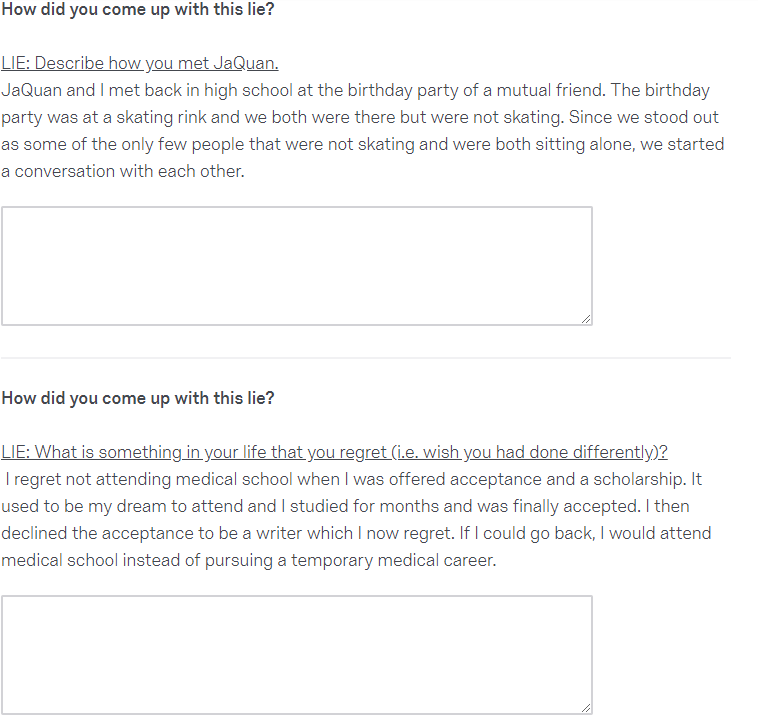 How did you come up with this lie?
LIE: Describe how you met JaQuan.
JaQuan and I met back in high school at the birthday party of a mutual friend. The birthday
party was at a skating rink and we both were there but were not skating. Since we stood out
as some of the only few people that were not skating and were both sitting alone, we started
a conversation with each other.
How did you come up with this lie?
LIE: What is something in your life that you regret (i.e. wish you had done differently)?
I regret not attending medical school when I was offered acceptance and a scholarship. It
used to be my dream to attend and I studied for months and was finally accepted. I then
declined the acceptance to be a writer which I now regret. If I could go back, I would attend
medical school instead of pursuing a temporary medical career.